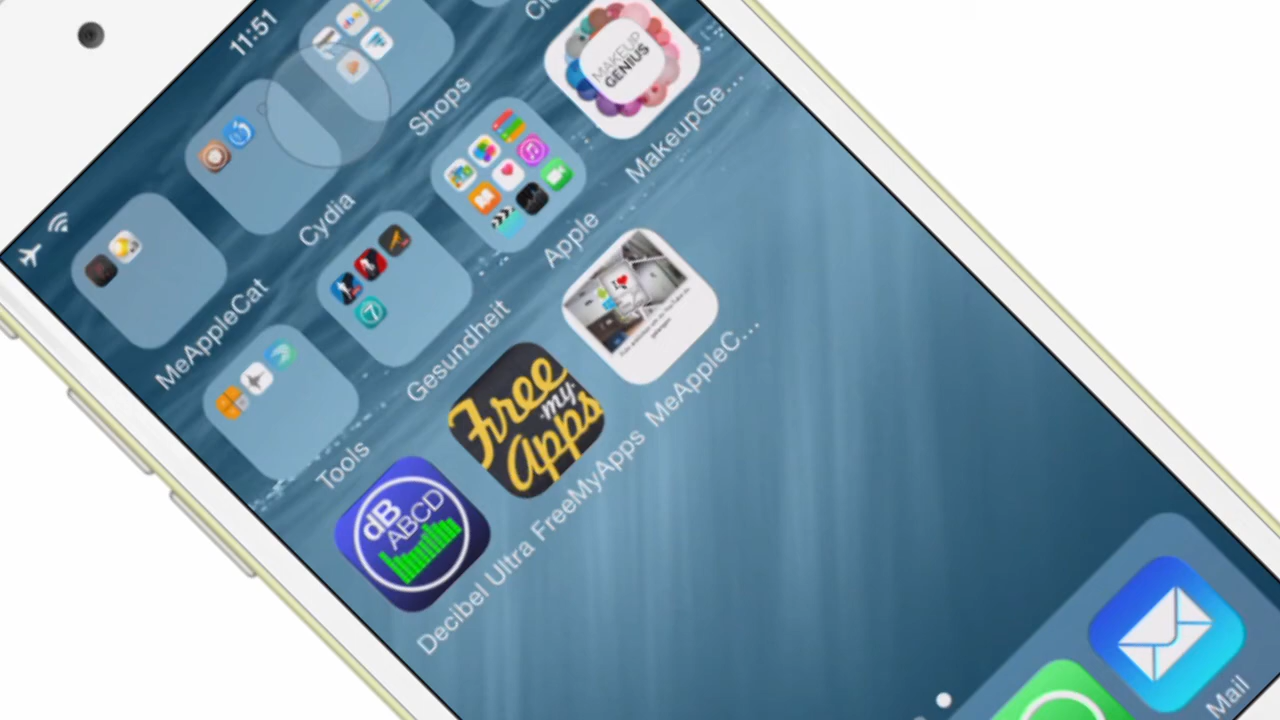 11:51
MeAppleCat
Cydia
Shops
Tools
Gesundheit
Apple
MakeupGe...
MAKEUP
GENIUS
Decibel Ultra
FreeMyApps
MeAppleC...
dB
ABCD
Free
·my·
Apps
I
Mail